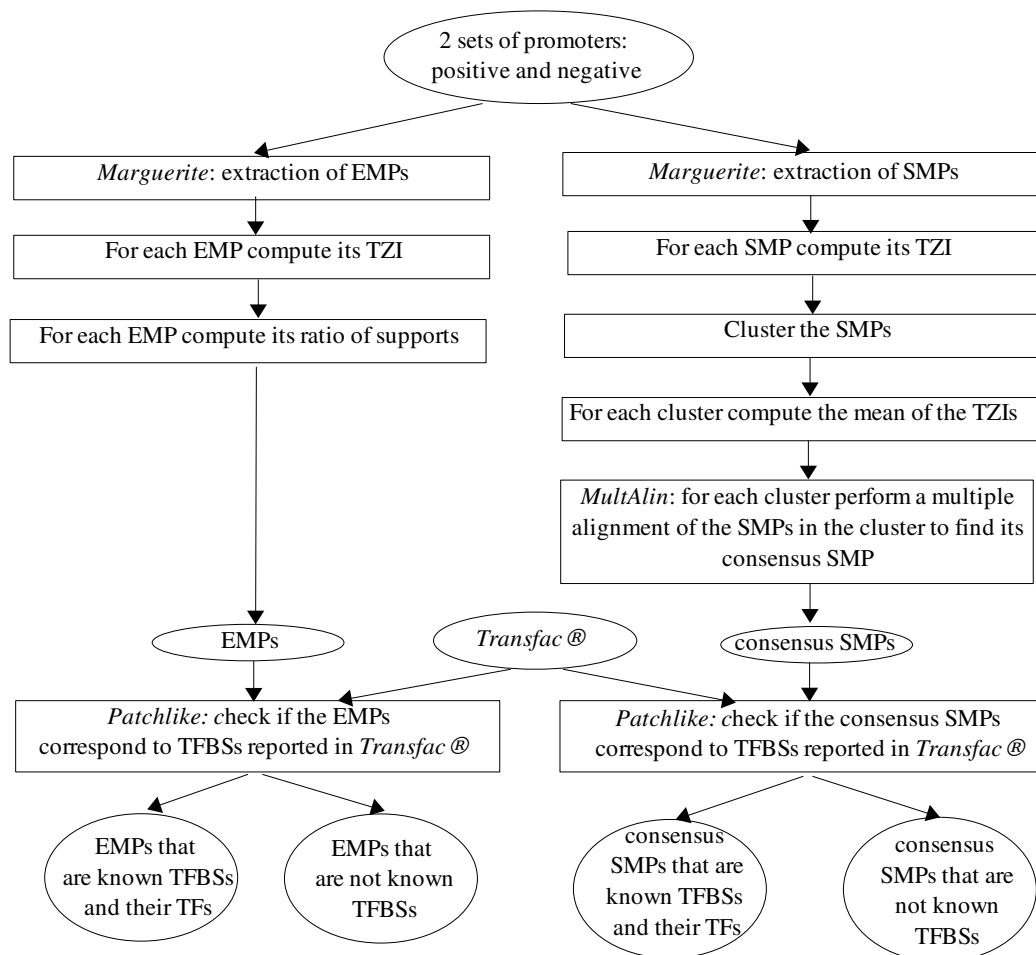 2 sets of promoters:
positive and negative
Marguerite: extraction of EMPs
Marguerite: extraction of SMPs
For each EMP compute its TZI
For each SMP compute its TZI
For each EMP compute its ratio of supports
Cluster the SMPs
For each cluster compute the mean of the TZIs
MultAlin: for each cluster perform a multiple
alignment of the SMPs in the cluster to find its
consensus SMP
EMPs
Transfac®
consensus SMPs
Patchlike: check if the EMPs
correspond to TFBSs reported in Transfac®
Patchlike: check if the consensus SMPs
correspond to TFBSs reported in Transfac®
EMPs that
are known TFBSs
and their TFs
EMPs that
are not known
TFBSs
consensus
SMPs that are
known TFBSs
and their TFs
consensus
SMPs that are
not known
TFBSs